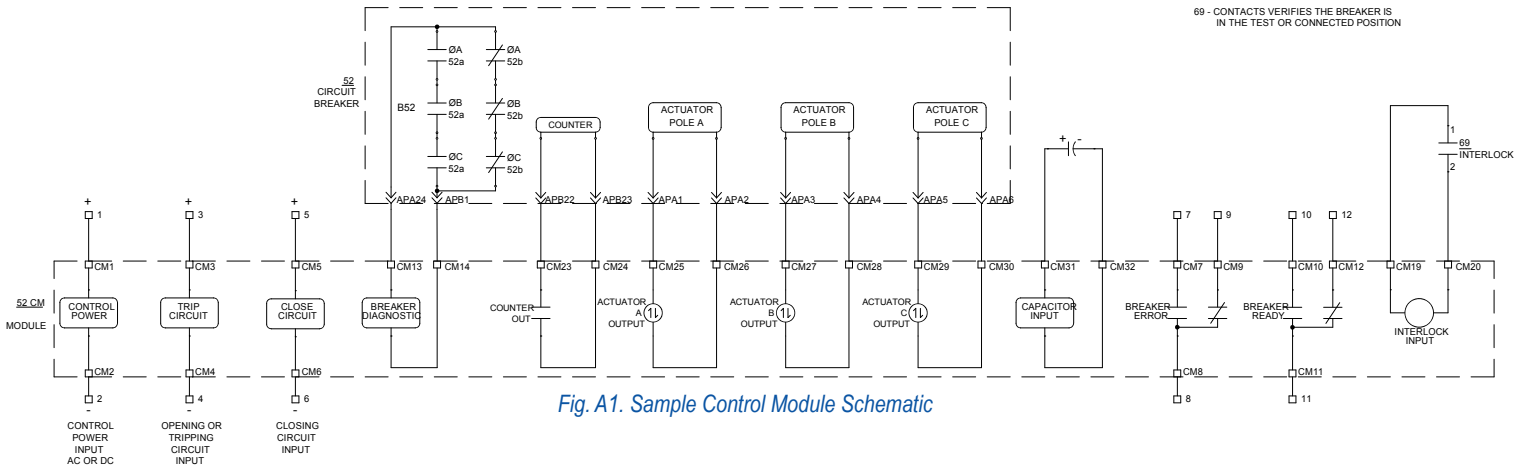 69 - CONTACTS VERIFIES THE BREAKER IS
IN THE TEST OR CONNECTED POSITION
52
CIRCUIT
BREAKER
B52
ØA
52a
ØA
52b
ØB
52a
ØB
52b
ØC
52a
ØC
52b
COUNTER
ACTUATOR
POLE A
ACTUATOR
POLE B
ACTUATOR
POLE C
+ -
1
69
INTERLOCK
2
APA24
APB1
APB22
APB23
APA1
APA2
APA3
APA4
APA5
APA6
+
1
+
3
+
5
7
9
10
12
CM1
CM3
CM5
CM13
CM14
CM23
CM24
CM25
CM26
CM27
CM28
CM29
CM30
CM31
CM32
CM7
CM9
CM10
CM12
CM19
CM20
52 CM
MODULE
CONTROL
POWER
TRIP
CIRCUIT
CLOSE
CIRCUIT
BREAKER
DIAGNOSTIC
COUNTER
OUT
ACTUATOR
A
OUTPUT
ACTUATOR
B
OUTPUT
ACTUATOR
C
OUTPUT
CAPACITOR
INPUT
BREAKER
ERROR
BREAKER
READY
INTERLOCK
INPUT
CM2
CM4
CM6
CM8
CM11
2
-
4
-
6
-
8
11
CONTROL
POWER
INPUT
AC OR DC
OPENING OR
TRIPPING
CIRCUIT
INPUT
CLOSING
CIRCUIT
INPUT
Fig. A1. Sample Control Module Schematic